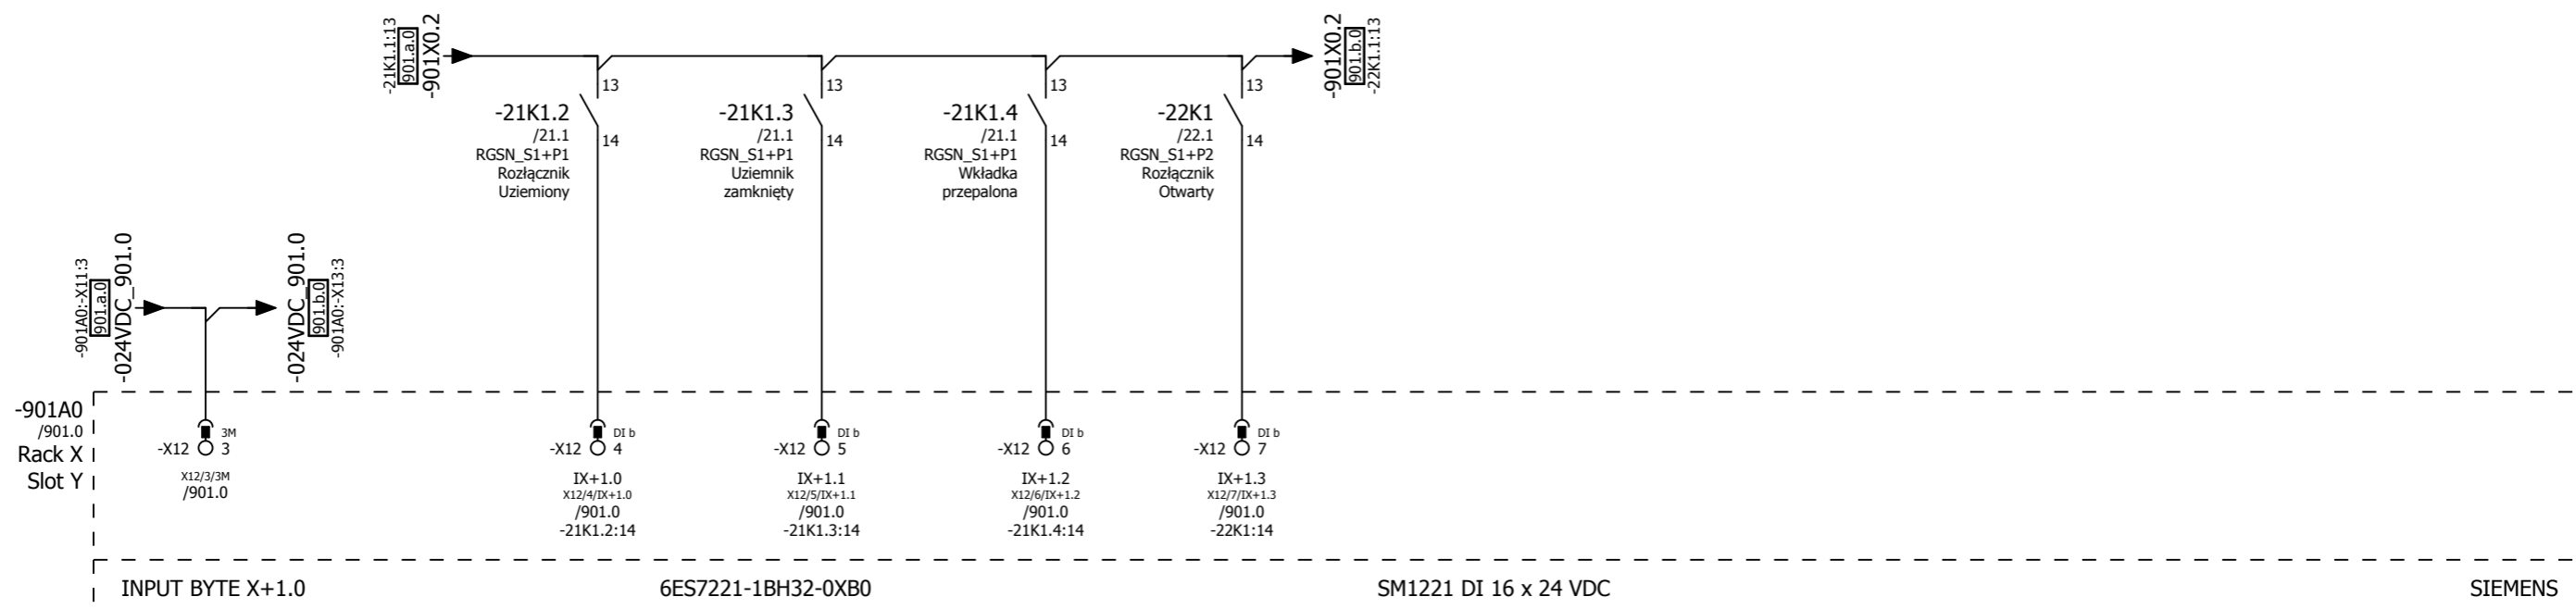 -21K1.1:13
901.a.0
-901X0.2
-901X0.2
901.b.0
-22K1.1:13
13
13
13
13
-21K1.2
/21.1
RGSN_S1+P1
Rozłącznik
Uziemiony
14
-21K1.3
/21.1
RGSN_S1+P1
Uziemnik
zamknięty
14
-21K1.4
/21.1
RGSN_S1+P1
Wkładka
przepalona
14
-22K1
/22.1
RGSN_S1+P2
Rozłącznik
Otwarty
14
-901A0:-X11:3
901.a.0
-024VDC_901.0
-024VDC_901.0
901.b.0
-901A0:-X13:3
-901A0
/901.0
Rack X
Slot Y
3M
-X12 3
X12/3/3M
/901.0
DI b
-X12 4
IX+1.0
X12/4/IX+1.0
/901.0
-21K1.2:14
DI b
-X12 5
IX+1.1
X12/5/IX+1.1
/901.0
-21K1.3:14
DI b
-X12 6
IX+1.2
X12/6/IX+1.2
/901.0
-21K1.4:14
DI b
-X12 7
IX+1.3
X12/7/IX+1.3
/901.0
-22K1:14
INPUT BYTE X+1.0 6ES7221-1BH32-0XB0 SM1221 DI 16 x 24 VDC SIEMENS